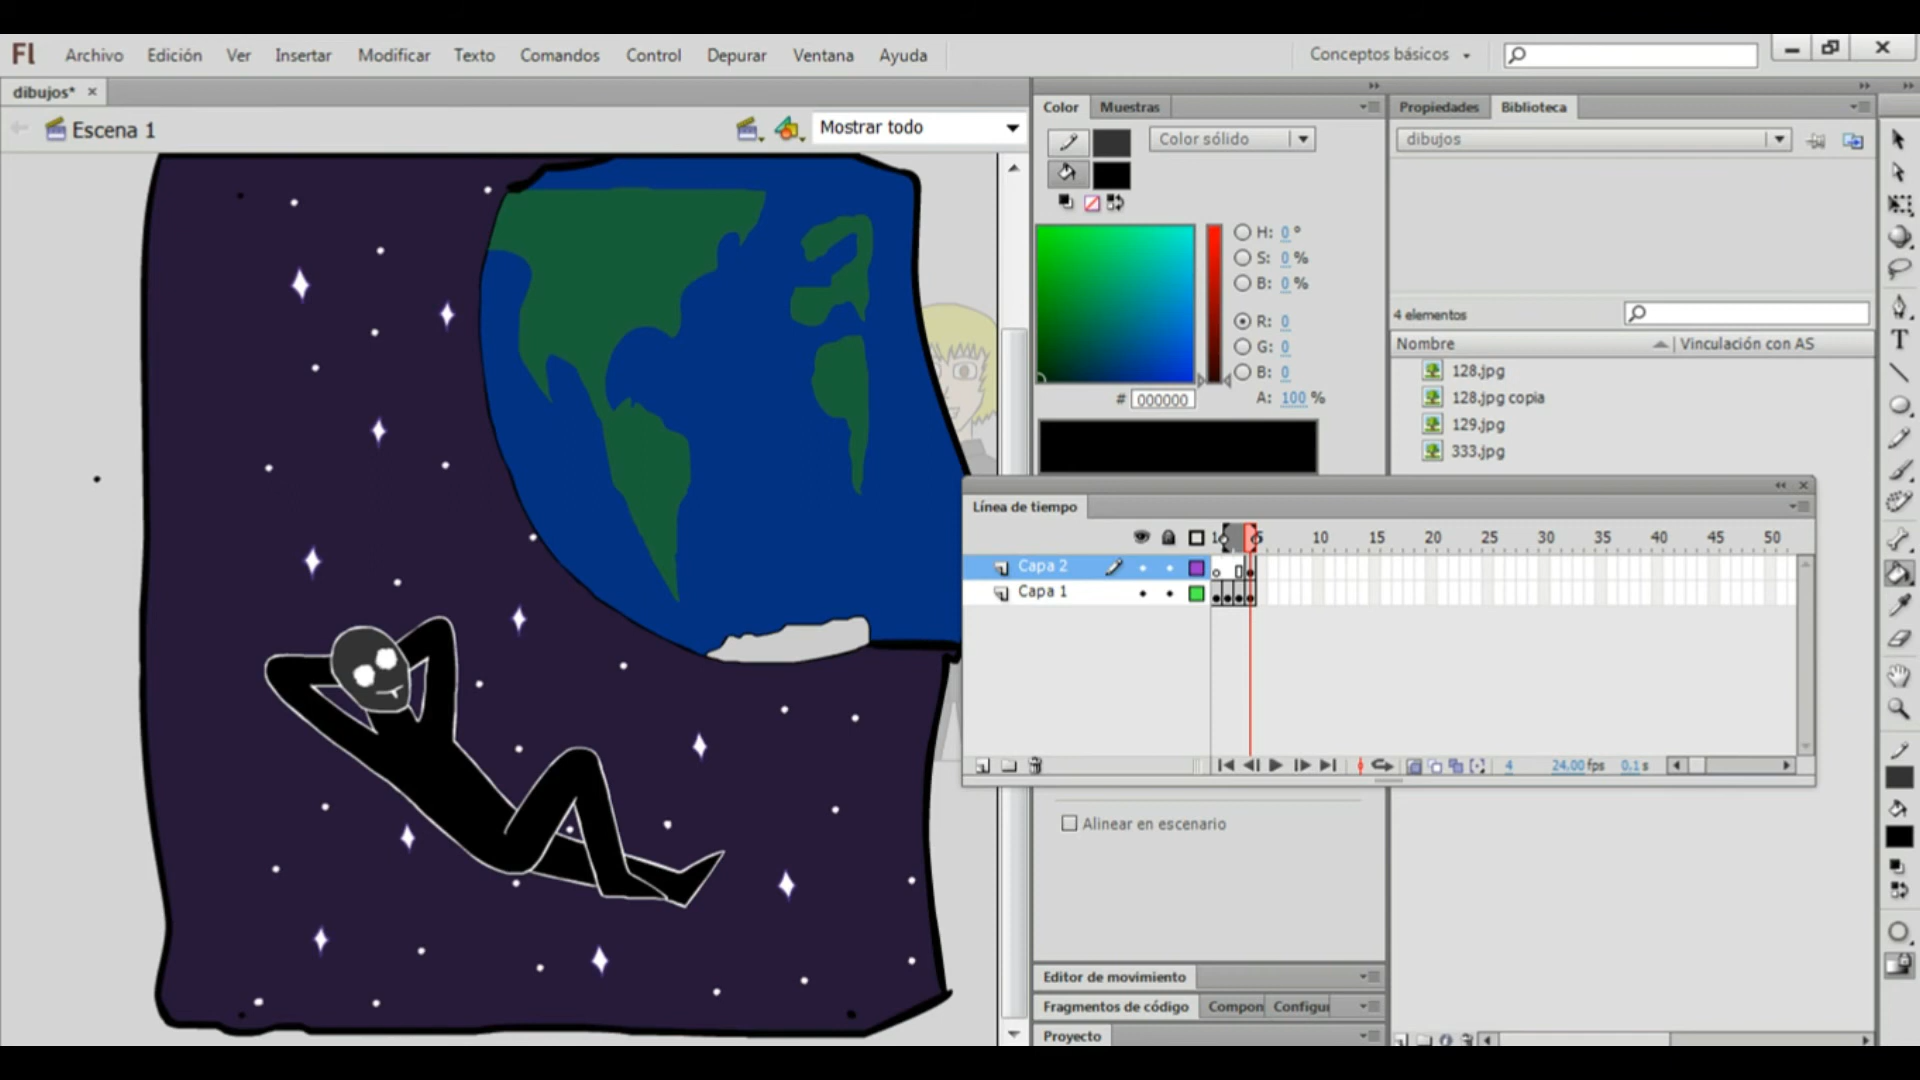 Fl Archivo Edición Ver Insertar Modificar Texto Comandos Control Depurar Ventana Ayuda Conceptos básicos
dibujos*
Escena 1 Mostrar todo
Color Muestras
Color sólido
H: 0 °
S: 0 %
B: 0 %
R: 0
G: 0
B: 0
# 000000 A: 100 %
Propiedades Biblioteca
dibujos
4 elementos
Nombre Vinculación con AS
128.jpg
128.jpg copia
129.jpg
333.jpg
Línea de tiempo
1 5 10 15 20 25 30 35 40 45 50
Capa 2
Capa 1
4 24.00 fps 0.1 s
Alinear en escenario
Editor de movimiento
Fragmentos de código Compon Configu
Proyecto